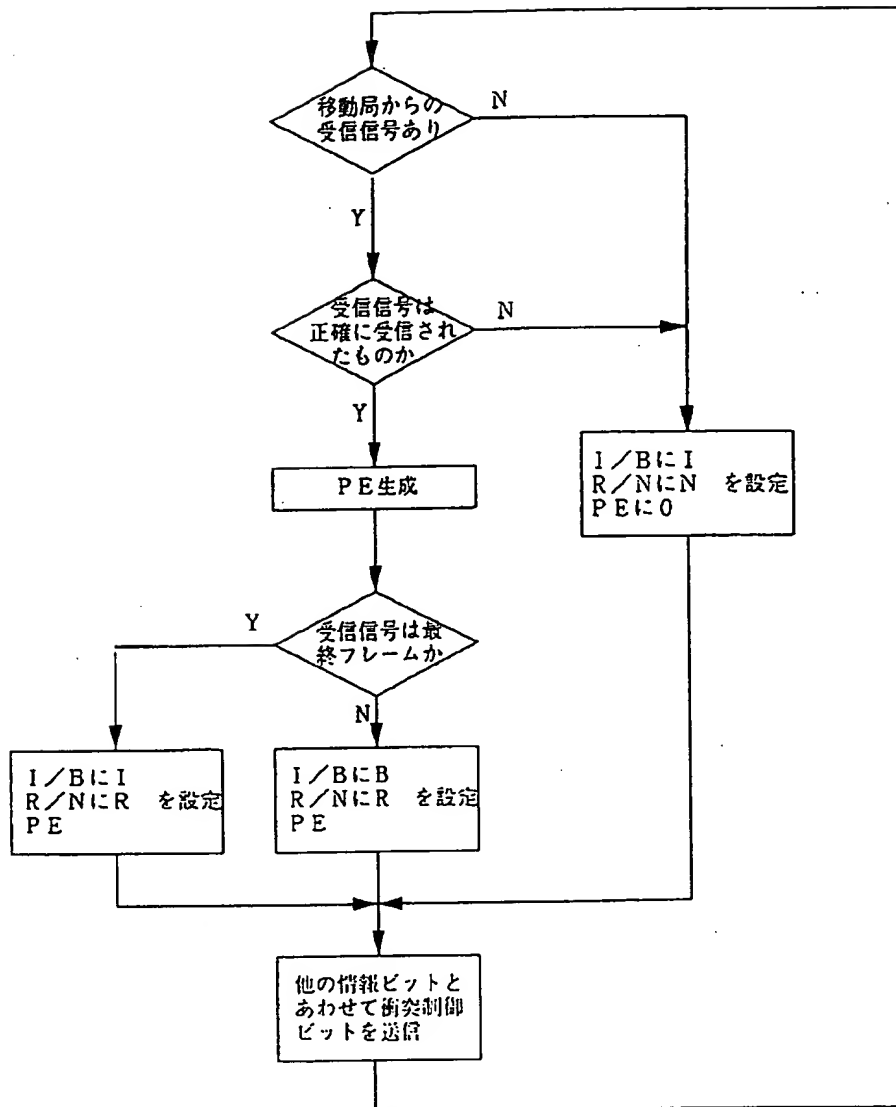 移動局からの
受信信号あり
N
Y
受信信号は
正確に受信され
たものか
N
Y
PE生成
I/BにI
R/NにN を設定
PEに0
受信信号は最
終フレームか
Y
N
I/BにI
R/NにR を設定
PE
I/BにB
R/NにR を設定
PE
他の情報ビットと
あわせて衝突制御
ビットを送信